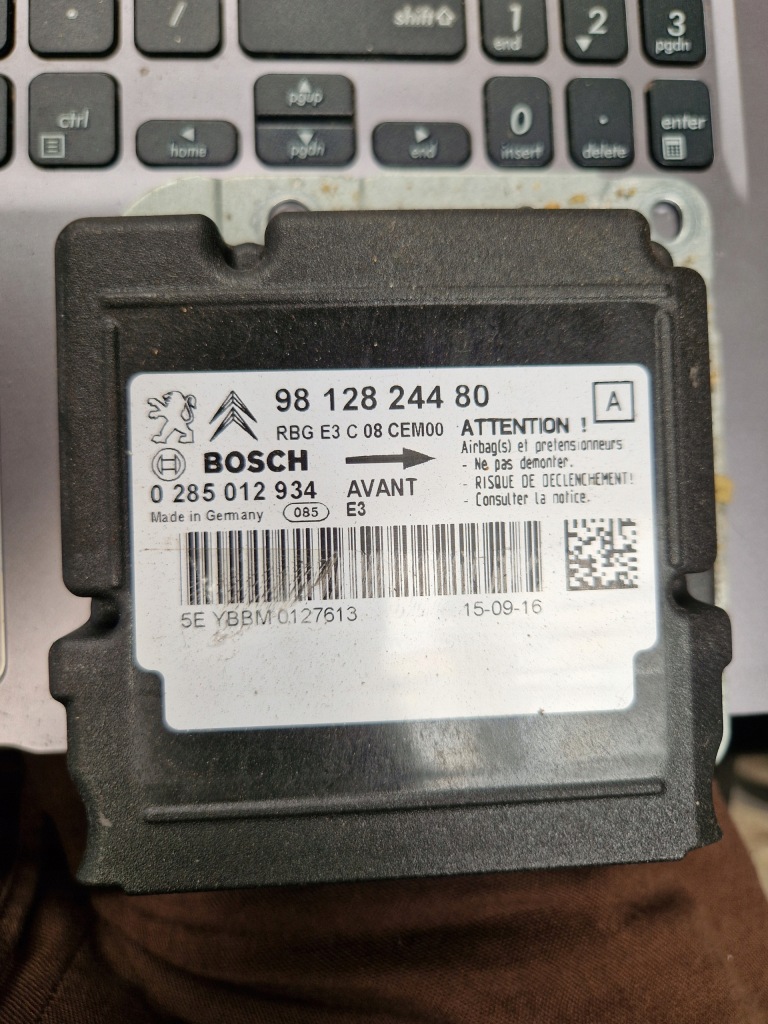 shift
1
end
2
3
pgdn
.
/
ctrl
home
pgup
pgdn
end
0
insert
.
delete
enter
98 128 244 80
A
RBG E3 C 08 CEM00
ATTENTION !
Airbag(s) et pretensionneurs
- Ne pas demonter.
- RISQUE DE DECLENCHEMENT!
- Consulter la notice.
BOSCH
0 285 012 934
AVANT
Made in Germany
085
E3
5E YBBM 0127613
15-09-16